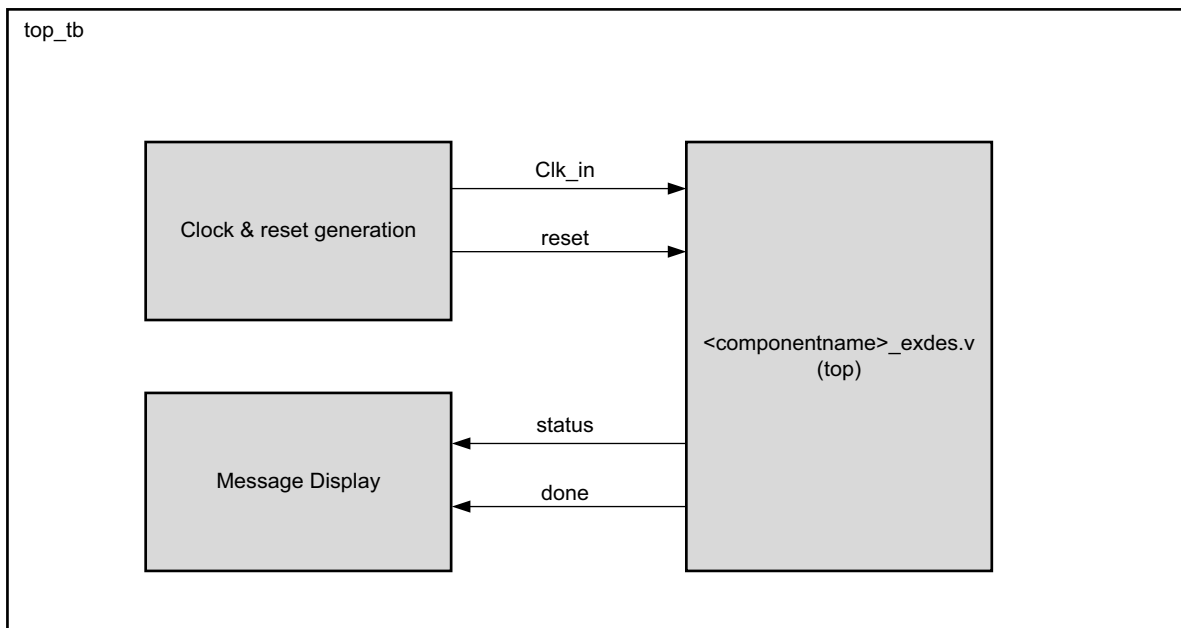 top_tb
Clock & reset generation
Clk_in
reset
<componentname>_exdes.v
(top)
status
Message Display
done